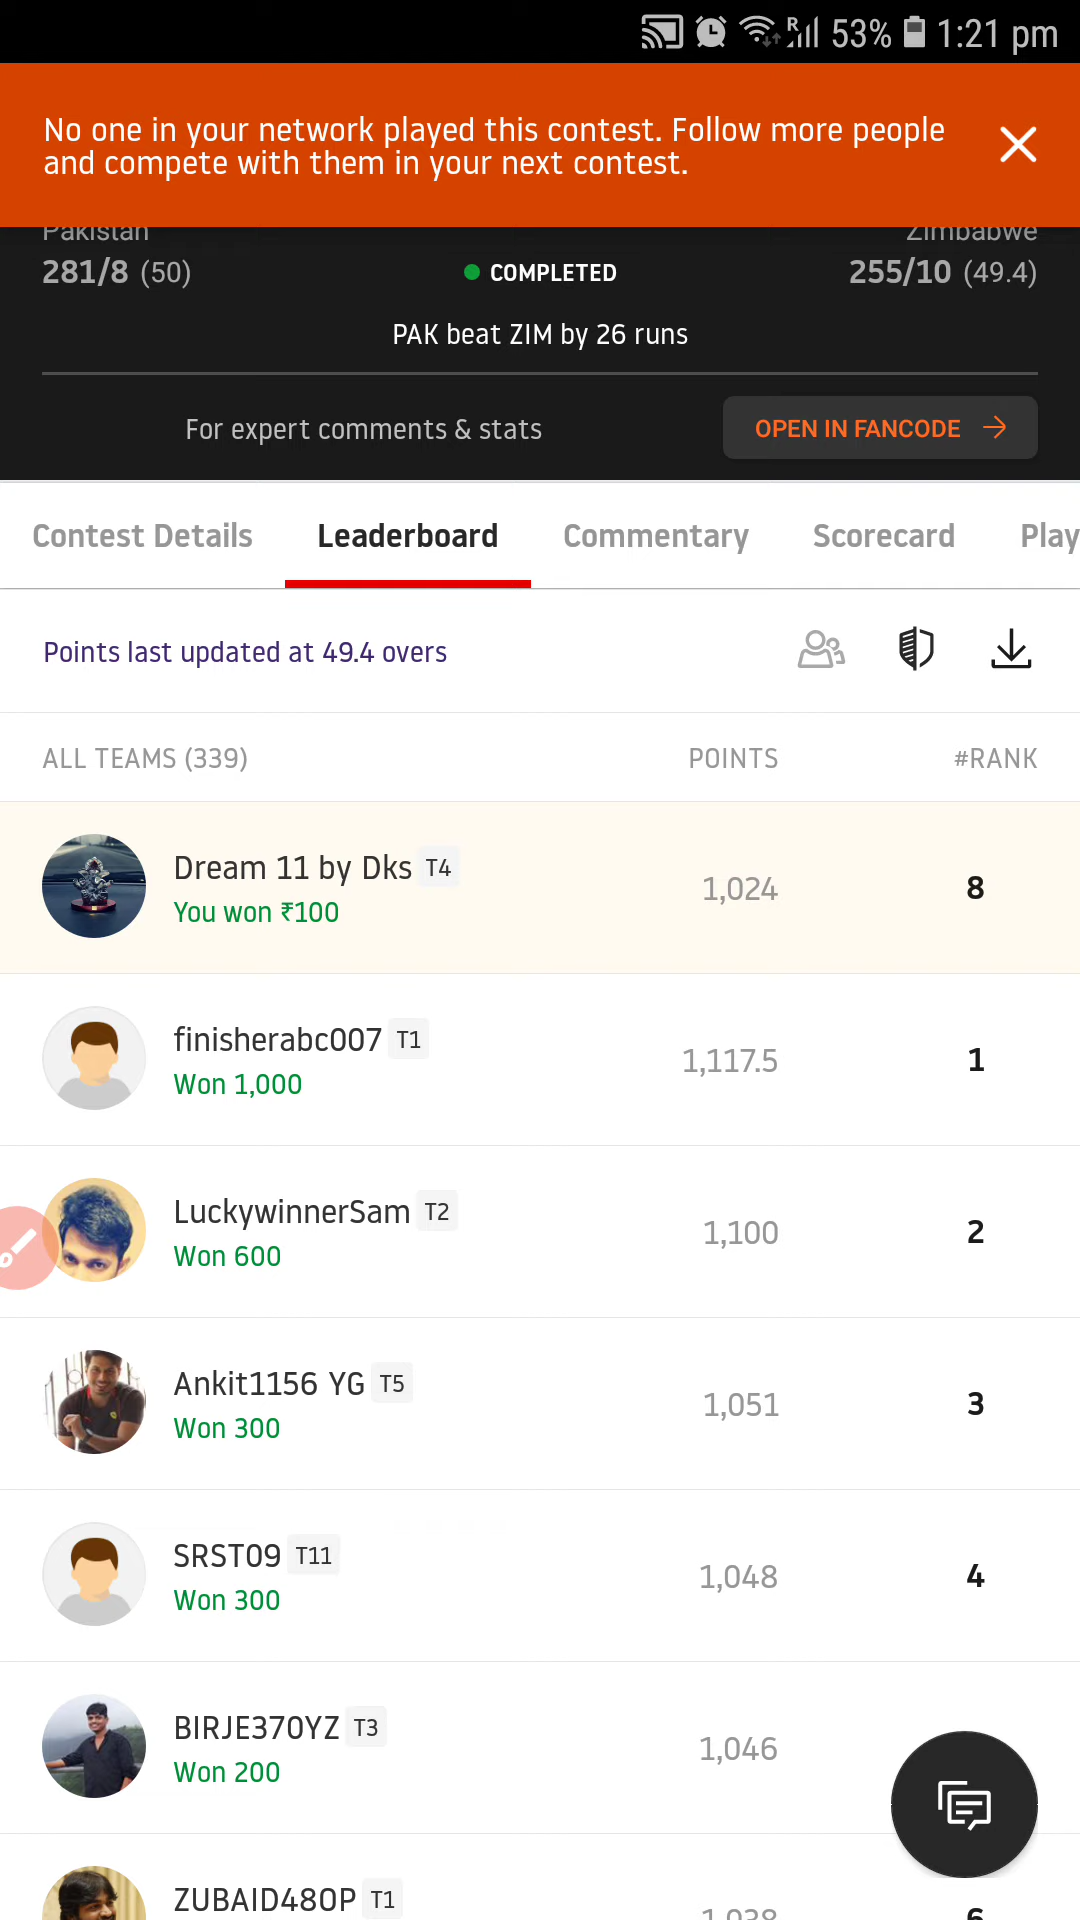 R 53% 1:21 pm
No one in your network played this contest. Follow more people
and compete with them in your next contest.
Pakistan Zimbabwe
281/8 (50) COMPLETED 255/10 (49.4)
PAK beat ZIM by 26 runs
For expert comments & stats OPEN IN FANCODE
Contest Details Leaderboard Commentary Scorecard Play
Points last updated at 49.4 overs
ALL TEAMS (339) POINTS #RANK
Dream 11 by Dks T4
You won ₹100
1,024 8
finisherabc007 T1
Won 1,000
1,117.5 1
LuckywinnerSam T2
Won 600
1,100 2
Ankit1156 YG T5
Won 300
1,051 3
SRST09 T11
Won 300
1,048 4
BIRJE370YZ T3
Won 200
1,046
ZUBAID480P T1
1,038 6